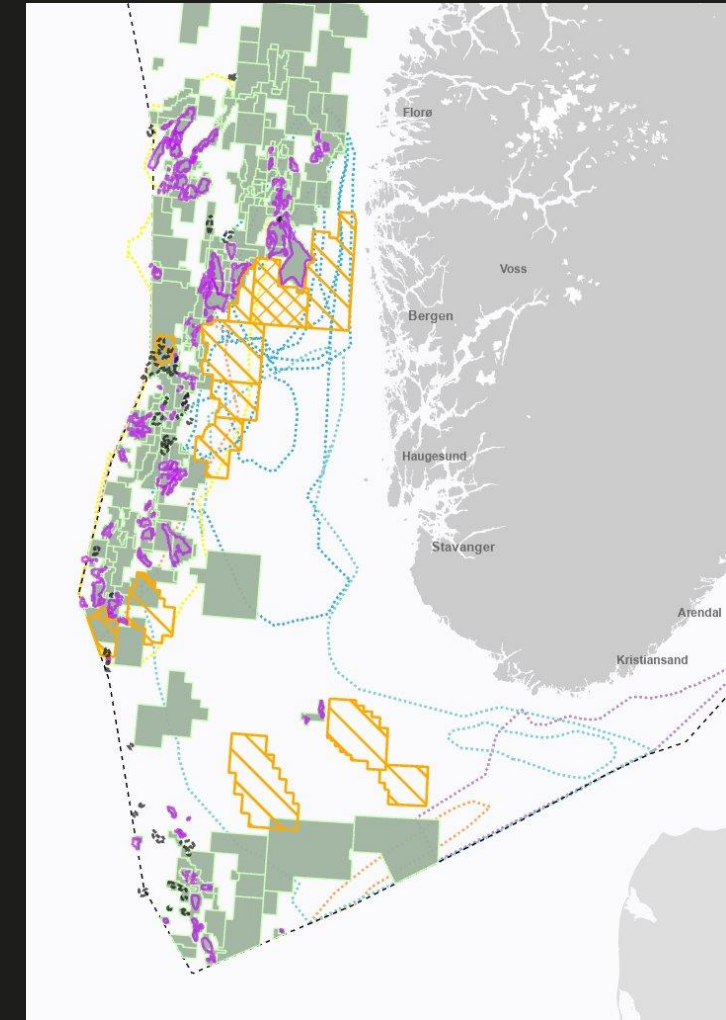 Florø
Voss
Bergen
Haugesund
Stavanger
Arendal
Kristiansand